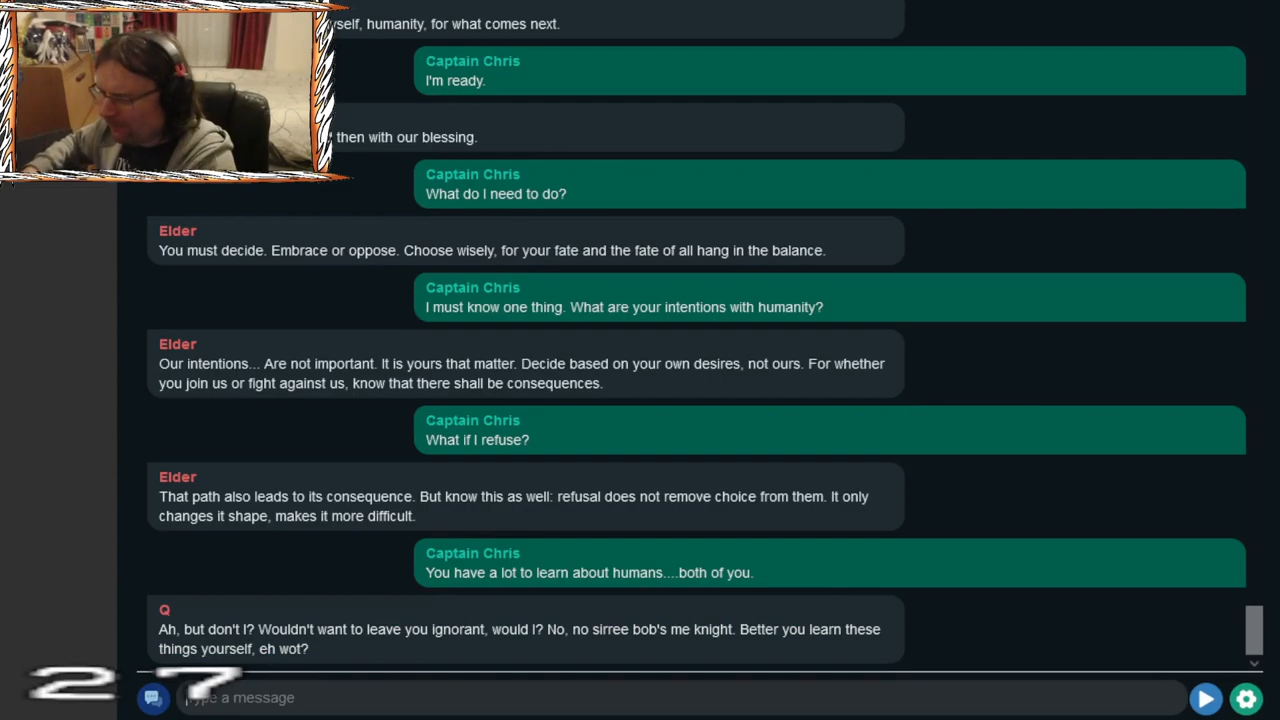 self, humanity, for what comes next.
Captain Chris
I'm ready.
then with our blessing.
Captain Chris
What do I need to do?
Elder
You must decide. Embrace or oppose. Choose wisely, for your fate and the fate of all hang in the balance.
Captain Chris
I must know one thing. What are your intentions with humanity?
Elder
Our intentions... Are not important. It is yours that matter. Decide based on your own desires, not ours. For whether
you join us or fight against us, know that there shall be consequences.
Captain Chris
What if I refuse?
Elder
That path also leads to its consequence. But know this as well: refusal does not remove choice from them. It only
changes it shape, makes it more difficult.
Captain Chris
You have a lot to learn about humans....both of you.
Q
Ah, but don't I? Wouldn't want to leave you ignorant, would I? No, no sirree bob's me knight. Better you learn these
things yourself, eh wot?
27
Type a message